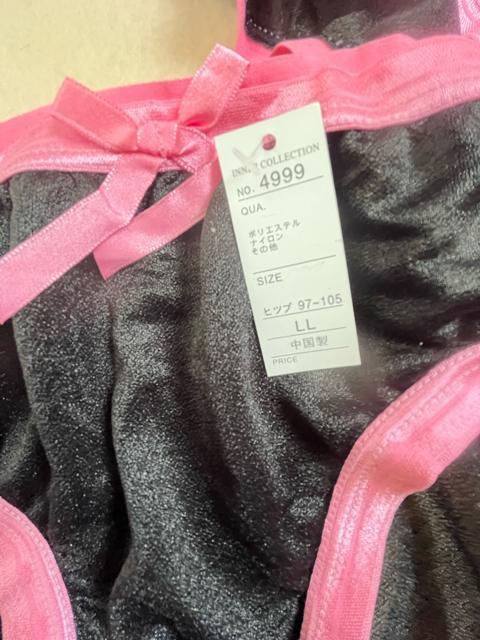 INNER COLLECTION
NO. 4999
QUA.
ポリエステル
ナイロン
その他
SIZE
ヒップ 97~105
LL
中国製
PRICE